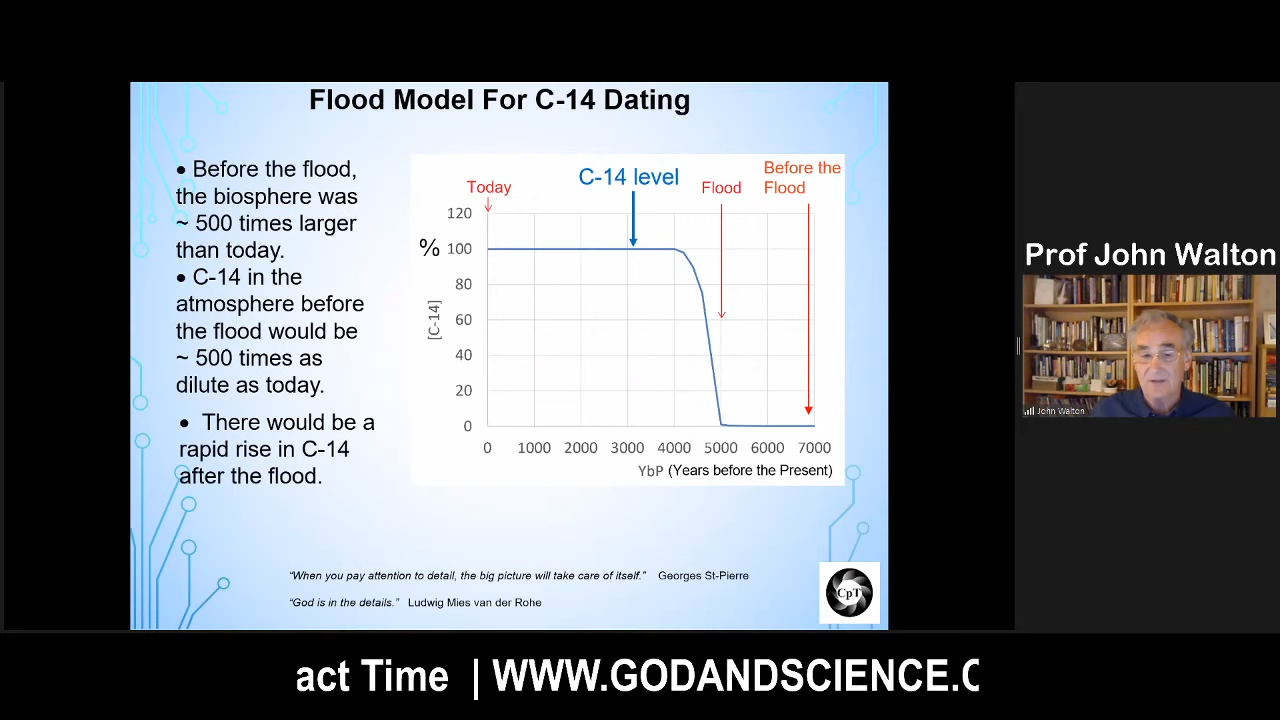 Flood Model For C-14 Dating
• Before the flood,
the biosphere was
~ 500 times larger
than today.
• C-14 in the
atmosphere before
the flood would be
~ 500 times as
dilute as today.
• There would be a
rapid rise in C-14
after the flood.
Today
C-14 level
Flood
Before the
Flood
%
[C-14]
120
100
80
60
40
20
0
0 1000 2000 3000 4000 5000 6000 7000
YbP (Years before the Present)
“When you pay attention to detail, the big picture will take care of itself.” Georges St-Pierre
“God is in the details.” Ludwig Mies van der Rohe
CpT
Prof John Walton
John Walton
act Time | WWW.GODANDSCIENCE.C